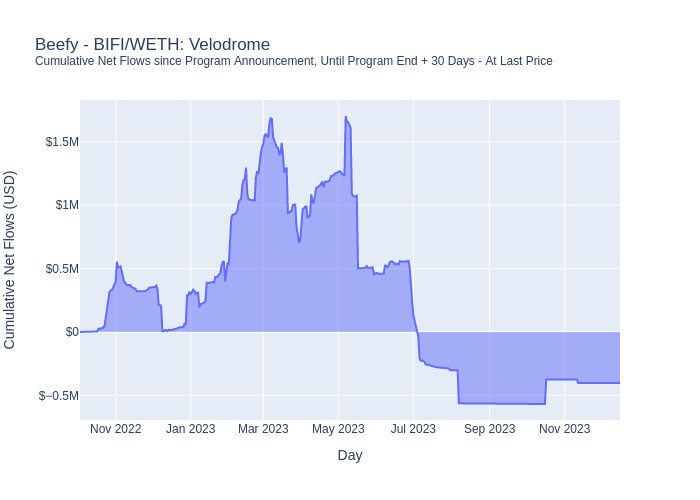 Beefy - BIFI/WETH: Velodrome
Cumulative Net Flows since Program Announcement, Until Program End + 30 Days - At Last Price
Cumulative Net Flows (USD)
$1.5M
$1M
$0.5M
$0
$−0.5M
Nov 2022
Jan 2023
Mar 2023
May 2023
Jul 2023
Sep 2023
Nov 2023
Day